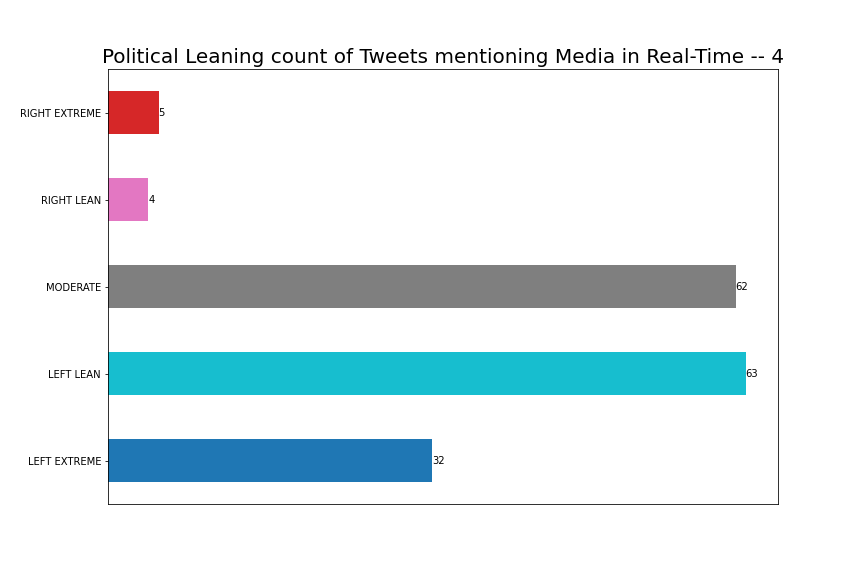 Political Leaning count of Tweets mentioning Media in Real-Time -- 4
RIGHT EXTREME 5
RIGHT LEAN 4
MODERATE 62
LEFT LEAN 63
LEFT EXTREME 32